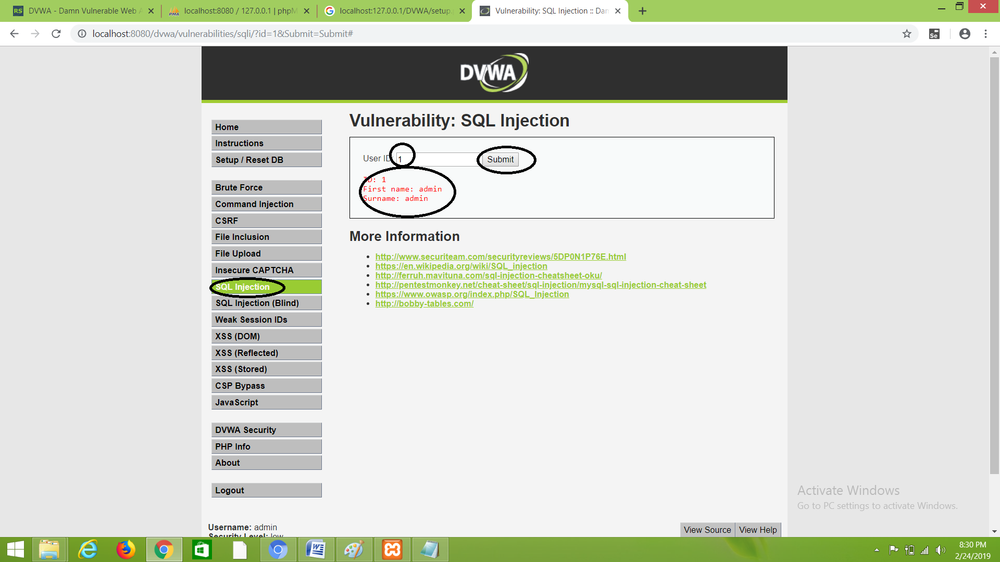 DVWA - Damn Vulnerable Web A
localhost:8080 / 127.0.0.1 | phpM
localhost:127.0.0.1/DVWA/setup.
Vulnerability: SQL Injection :: Dam
localhost:8080/dvwa/vulnerabilities/sqli/?id=1&Submit=Submit#
DVWA
Home
Instructions
Setup / Reset DB
Brute Force
Command Injection
CSRF
File Inclusion
File Upload
Insecure CAPTCHA
SQL Injection
SQL Injection (Blind)
Weak Session IDs
XSS (DOM)
XSS (Reflected)
XSS (Stored)
CSP Bypass
JavaScript
DVWA Security
PHP Info
About
Logout
Username: admin
Security Level: low
Vulnerability: SQL Injection
User ID: 1 Submit
ID: 1
First name: admin
Surname: admin
More Information
http://www.securiteam.com/securityreviews/5DP0N1P76E.html
https://en.wikipedia.org/wiki/SQL_injection
http://ferruh.mavituna.com/sql-injection-cheatsheet-oku/
http://pentestmonkey.net/cheat-sheet/sql-injection/mysql-sql-injection-cheat-sheet
https://www.owasp.org/index.php/SQL_Injection
http://bobby-tables.com/
View Source View Help
Activate Windows
Go to PC settings to activate Windows.
8:30 PM
2/24/2019